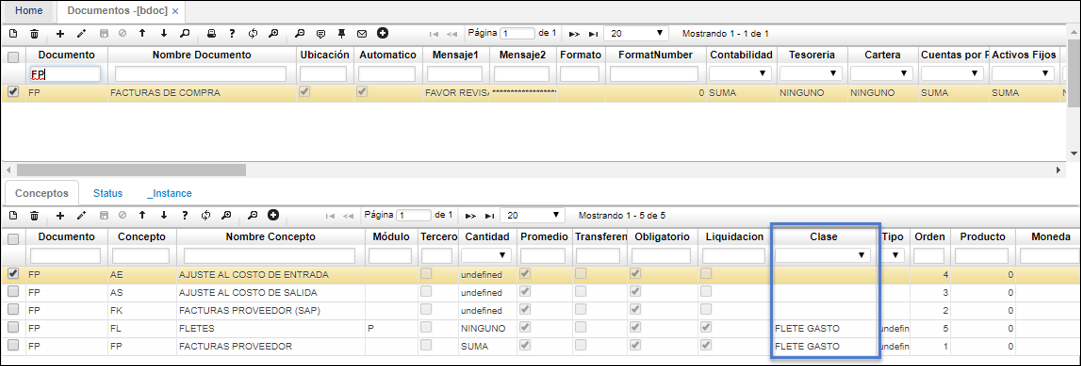 Home Documentos -[bdoc] ×
Página 1 de 1 20 Mostrando 1 - 1 de 1
Documento Nombre Documento Ubicación Automatico Mensaje1 Mensaje2 Formato FormatNumber Contabilidad Tesoreria Cartera Cuentas por P Activos Fijos
FP
FP FACTURAS DE COMPRA FAVOR REVISA 0 SUMA NINGUNO NINGUNO SUMA SUMA
Conceptos Status _Instance
Página 1 de 1 20 Mostrando 1 - 5 de 5
Documento Concepto Nombre Concepto Módulo Tercero Cantidad Promedio Transferen Obligatorio Liquidacion Clase Tipo Orden Producto Moneda
FP AE AJUSTE AL COSTO DE ENTRADA undefined 4 0
FP AS AJUSTE AL COSTO DE SALIDA undefined 3 0
FP FK FACTURAS PROVEEDOR (SAP) undefined 2 0
FP FL FLETES P NINGUNO FLETE GASTO undefin 5 0
FP FP FACTURAS PROVEEDOR SUMA FLETE GASTO undefin 1 0